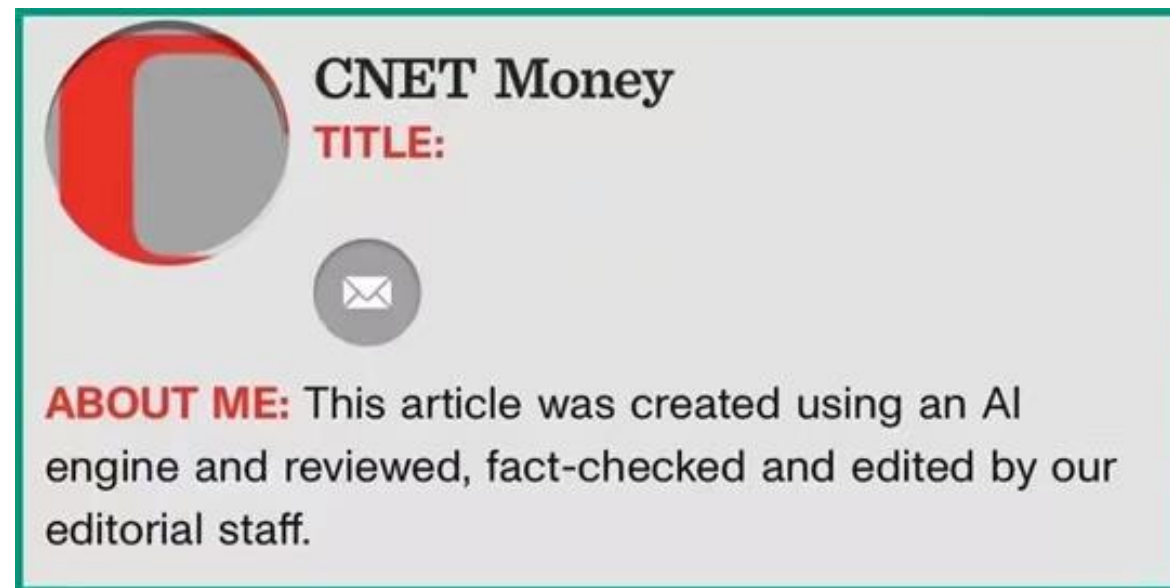 CNET Money
TITLE:
ABOUT ME: This article was created using an AI
engine and reviewed, fact-checked and edited by our
editorial staff.